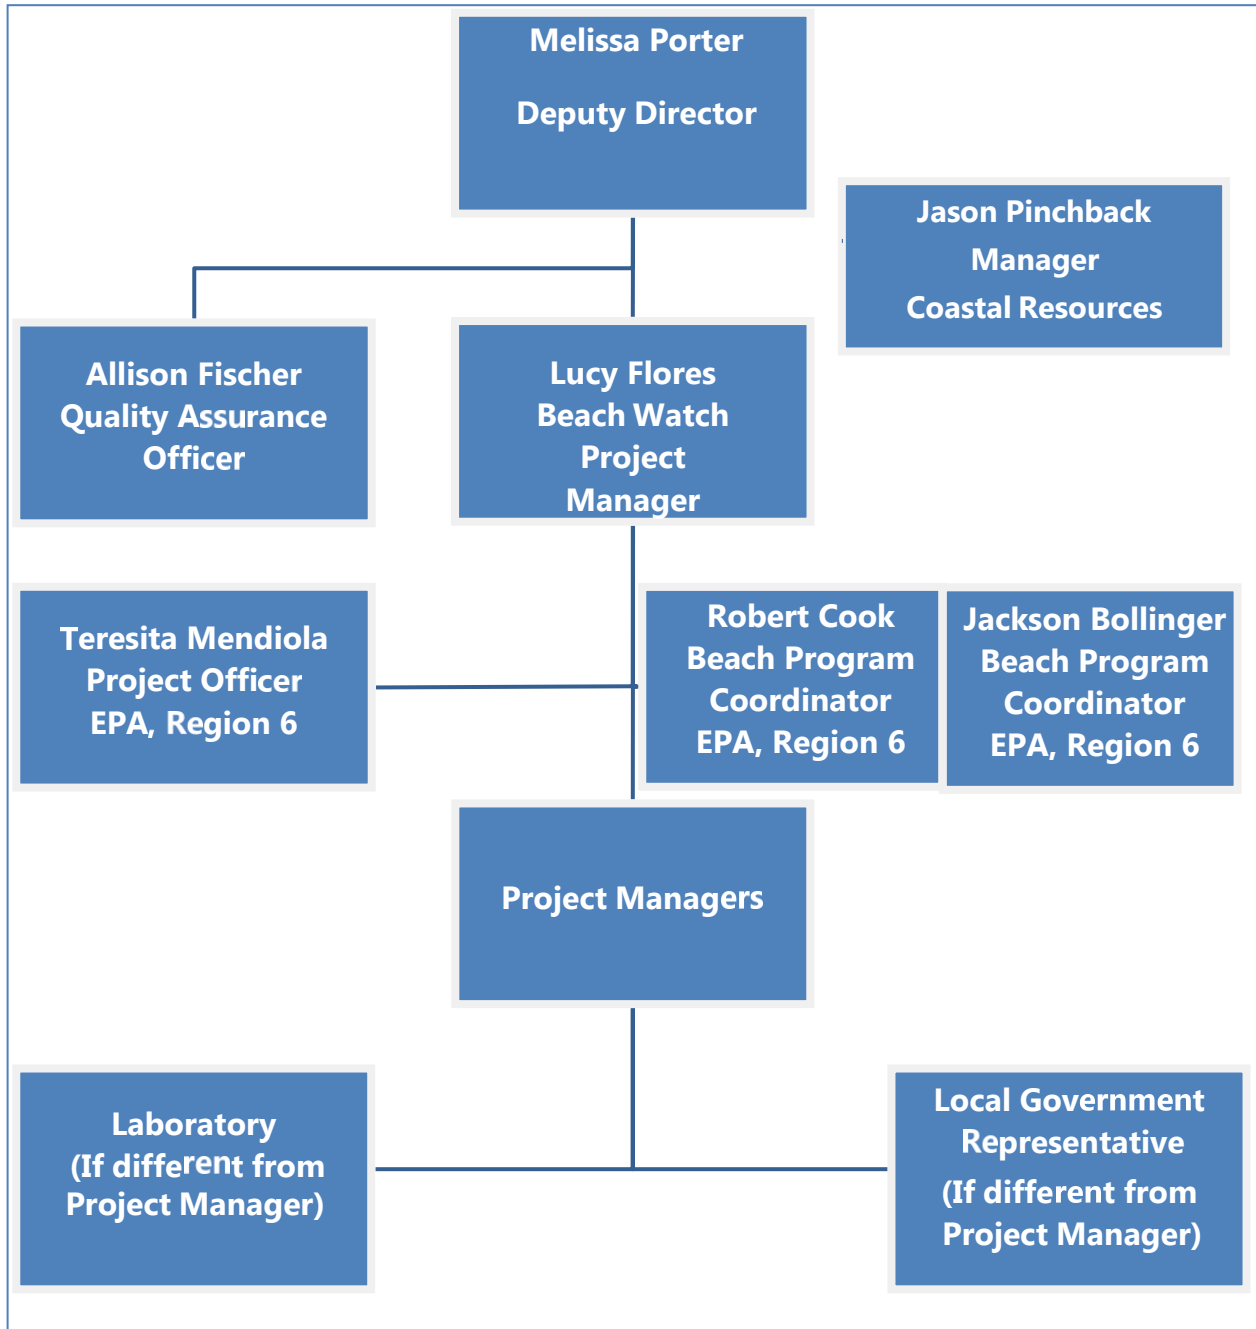 Melissa Porter
Deputy Director
Jason Pinchback
Manager
Coastal Resources
Allison Fischer
Quality Assurance
Officer
Lucy Flores
Beach Watch
Project
Manager
Teresita Mendiola
Project Officer
EPA, Region 6
Robert Cook
Beach Program
Coordinator
EPA, Region 6
Jackson Bollinger
Beach Program
Coordinator
EPA, Region 6
Project Managers
Laboratory
(If different from
Project Manager)
Local Government
Representative
(If different from
Project Manager)